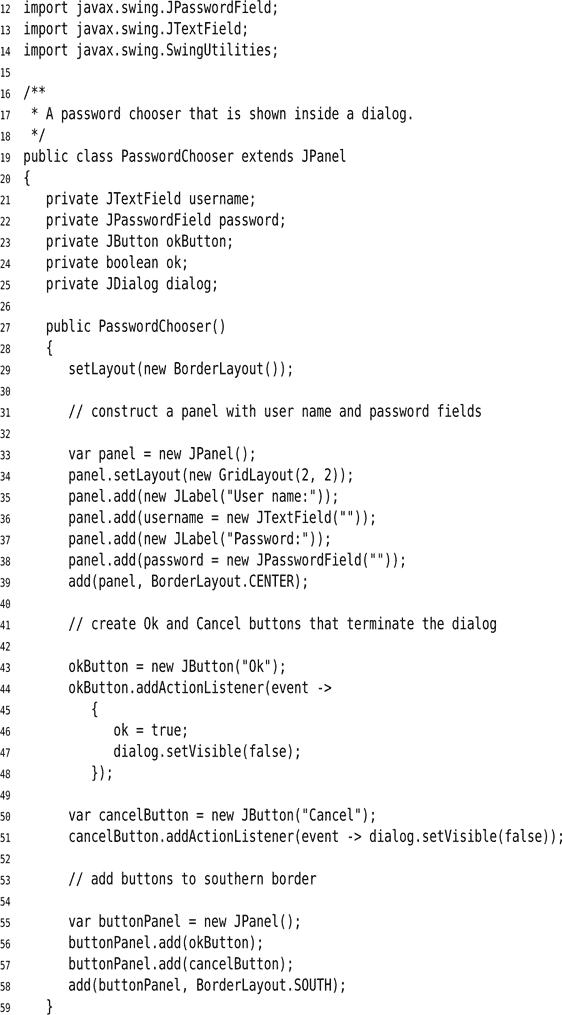 12 import javax.swing.JPasswordField;
13 import javax.swing.JTextField;
14 import javax.swing.SwingUtilities;
15
16 /**
17  * A password chooser that is shown inside a dialog.
18  */
19 public class PasswordChooser extends JPanel
20 {
21    private JTextField username;
22    private JPasswordField password;
23    private JButton okButton;
24    private boolean ok;
25    private JDialog dialog;
26
27    public PasswordChooser()
28    {
29       setLayout(new BorderLayout());
30
31       // construct a panel with user name and password fields
32
33       var panel = new JPanel();
34       panel.setLayout(new GridLayout(2, 2));
35       panel.add(new JLabel("User name:"));
36       panel.add(username = new JTextField(""));
37       panel.add(new JLabel("Password:"));
38       panel.add(password = new JPasswordField(""));
39       add(panel, BorderLayout.CENTER);
40
41       // create Ok and Cancel buttons that terminate the dialog
42
43       okButton = new JButton("Ok");
44       okButton.addActionListener(event ->
45          {
46             ok = true;
47             dialog.setVisible(false);
48          });
49
50       var cancelButton = new JButton("Cancel");
51       cancelButton.addActionListener(event -> dialog.setVisible(false));
52
53       // add buttons to southern border
54
55       var buttonPanel = new JPanel();
56       buttonPanel.add(okButton);
57       buttonPanel.add(cancelButton);
58       add(buttonPanel, BorderLayout.SOUTH);
59    }